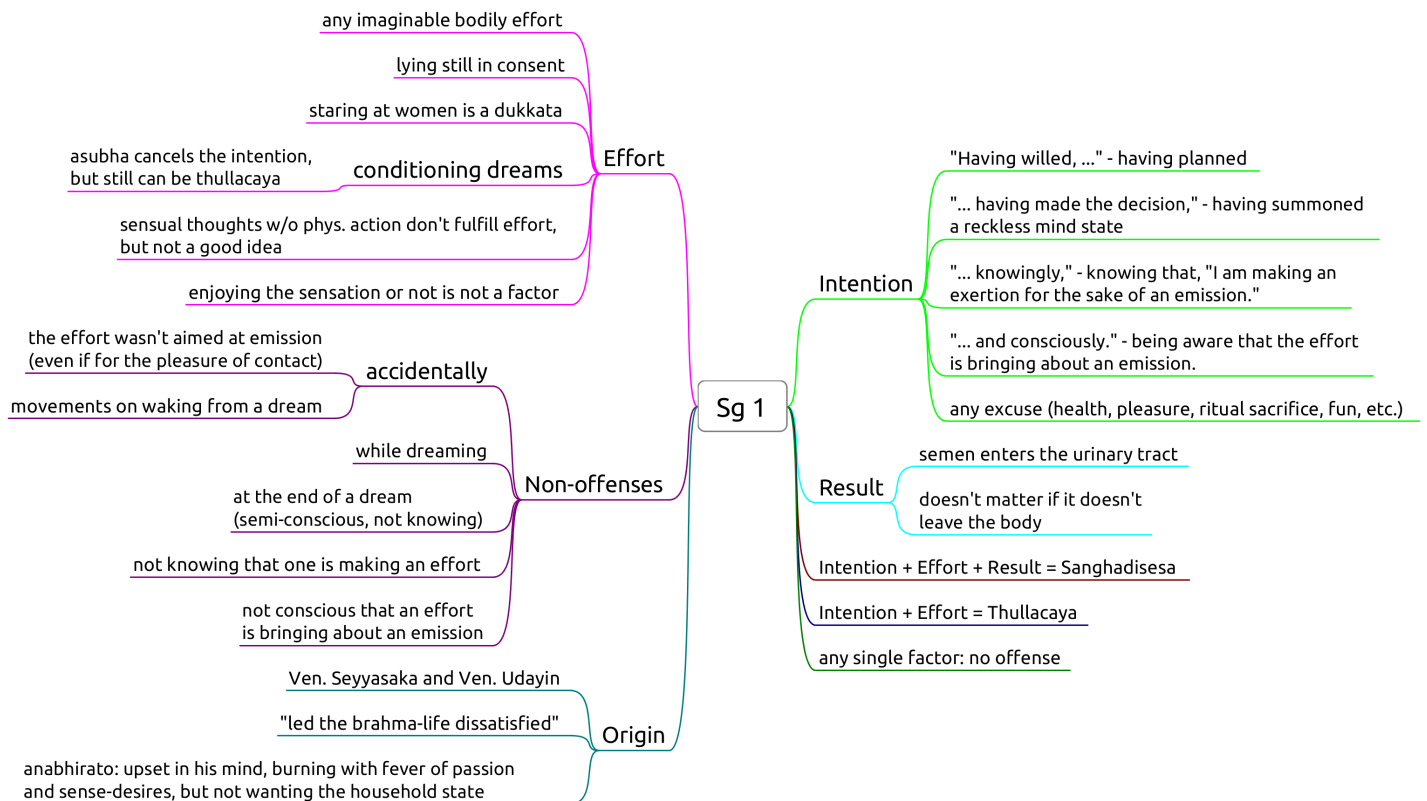 any imaginable bodily effort
lying still in consent
staring at women is a dukkata
asubha cancels the intention,
but still can be thullacaya
conditioning dreams
sensual thoughts w/o phys. action don't fulfill effort,
but not a good idea
enjoying the sensation or not is not a factor
Effort
the effort wasn't aimed at emission
(even if for the pleasure of contact)
movements on waking from a dream
accidentally
while dreaming
at the end of a dream
(semi-conscious, not knowing)
not knowing that one is making an effort
not conscious that an effort
is bringing about an emission
Non-offenses
Ven. Seyyasaka and Ven. Udayin
"led the brahma-life dissatisfied"
anabhirato: upset in his mind, burning with fever of passion
and sense-desires, but not wanting the household state
Origin
Sg 1
Intention
"Having willed, ..." - having planned
"... having made the decision," - having summoned
a reckless mind state
"... knowingly," - knowing that, "I am making an
exertion for the sake of an emission."
"... and consciously." - being aware that the effort
is bringing about an emission.
any excuse (health, pleasure, ritual sacrifice, fun, etc.)
Result
semen enters the urinary tract
doesn't matter if it doesn't
leave the body
Intention + Effort + Result = Sanghadisesa
Intention + Effort = Thullacaya
any single factor: no offense